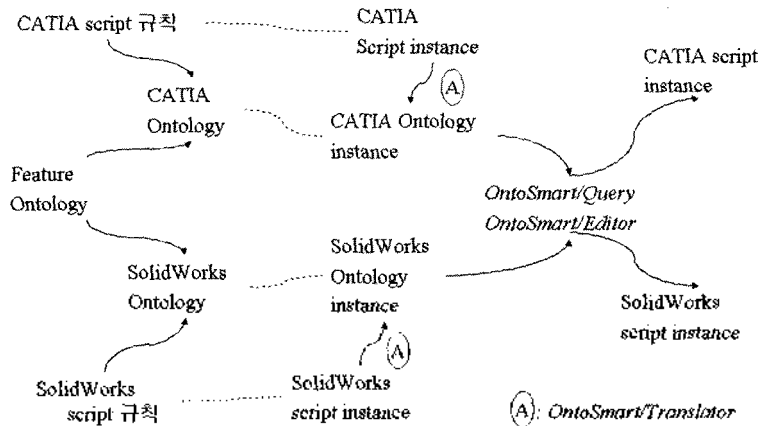 CATIA script 규칙
CATIA
Script instance
CATIA script
instance
A
CATIA
Ontology
CATIA Ontology
instance
Feature
Ontology
OntoSmart/Query
OntoSmart/Editor
SolidWorks
Ontology
SolidWorks
Ontology
instance
SolidWorks
script instance
A
SolidWorks
script 규칙
SolidWorks
script instance
A: OntoSmart/Translator